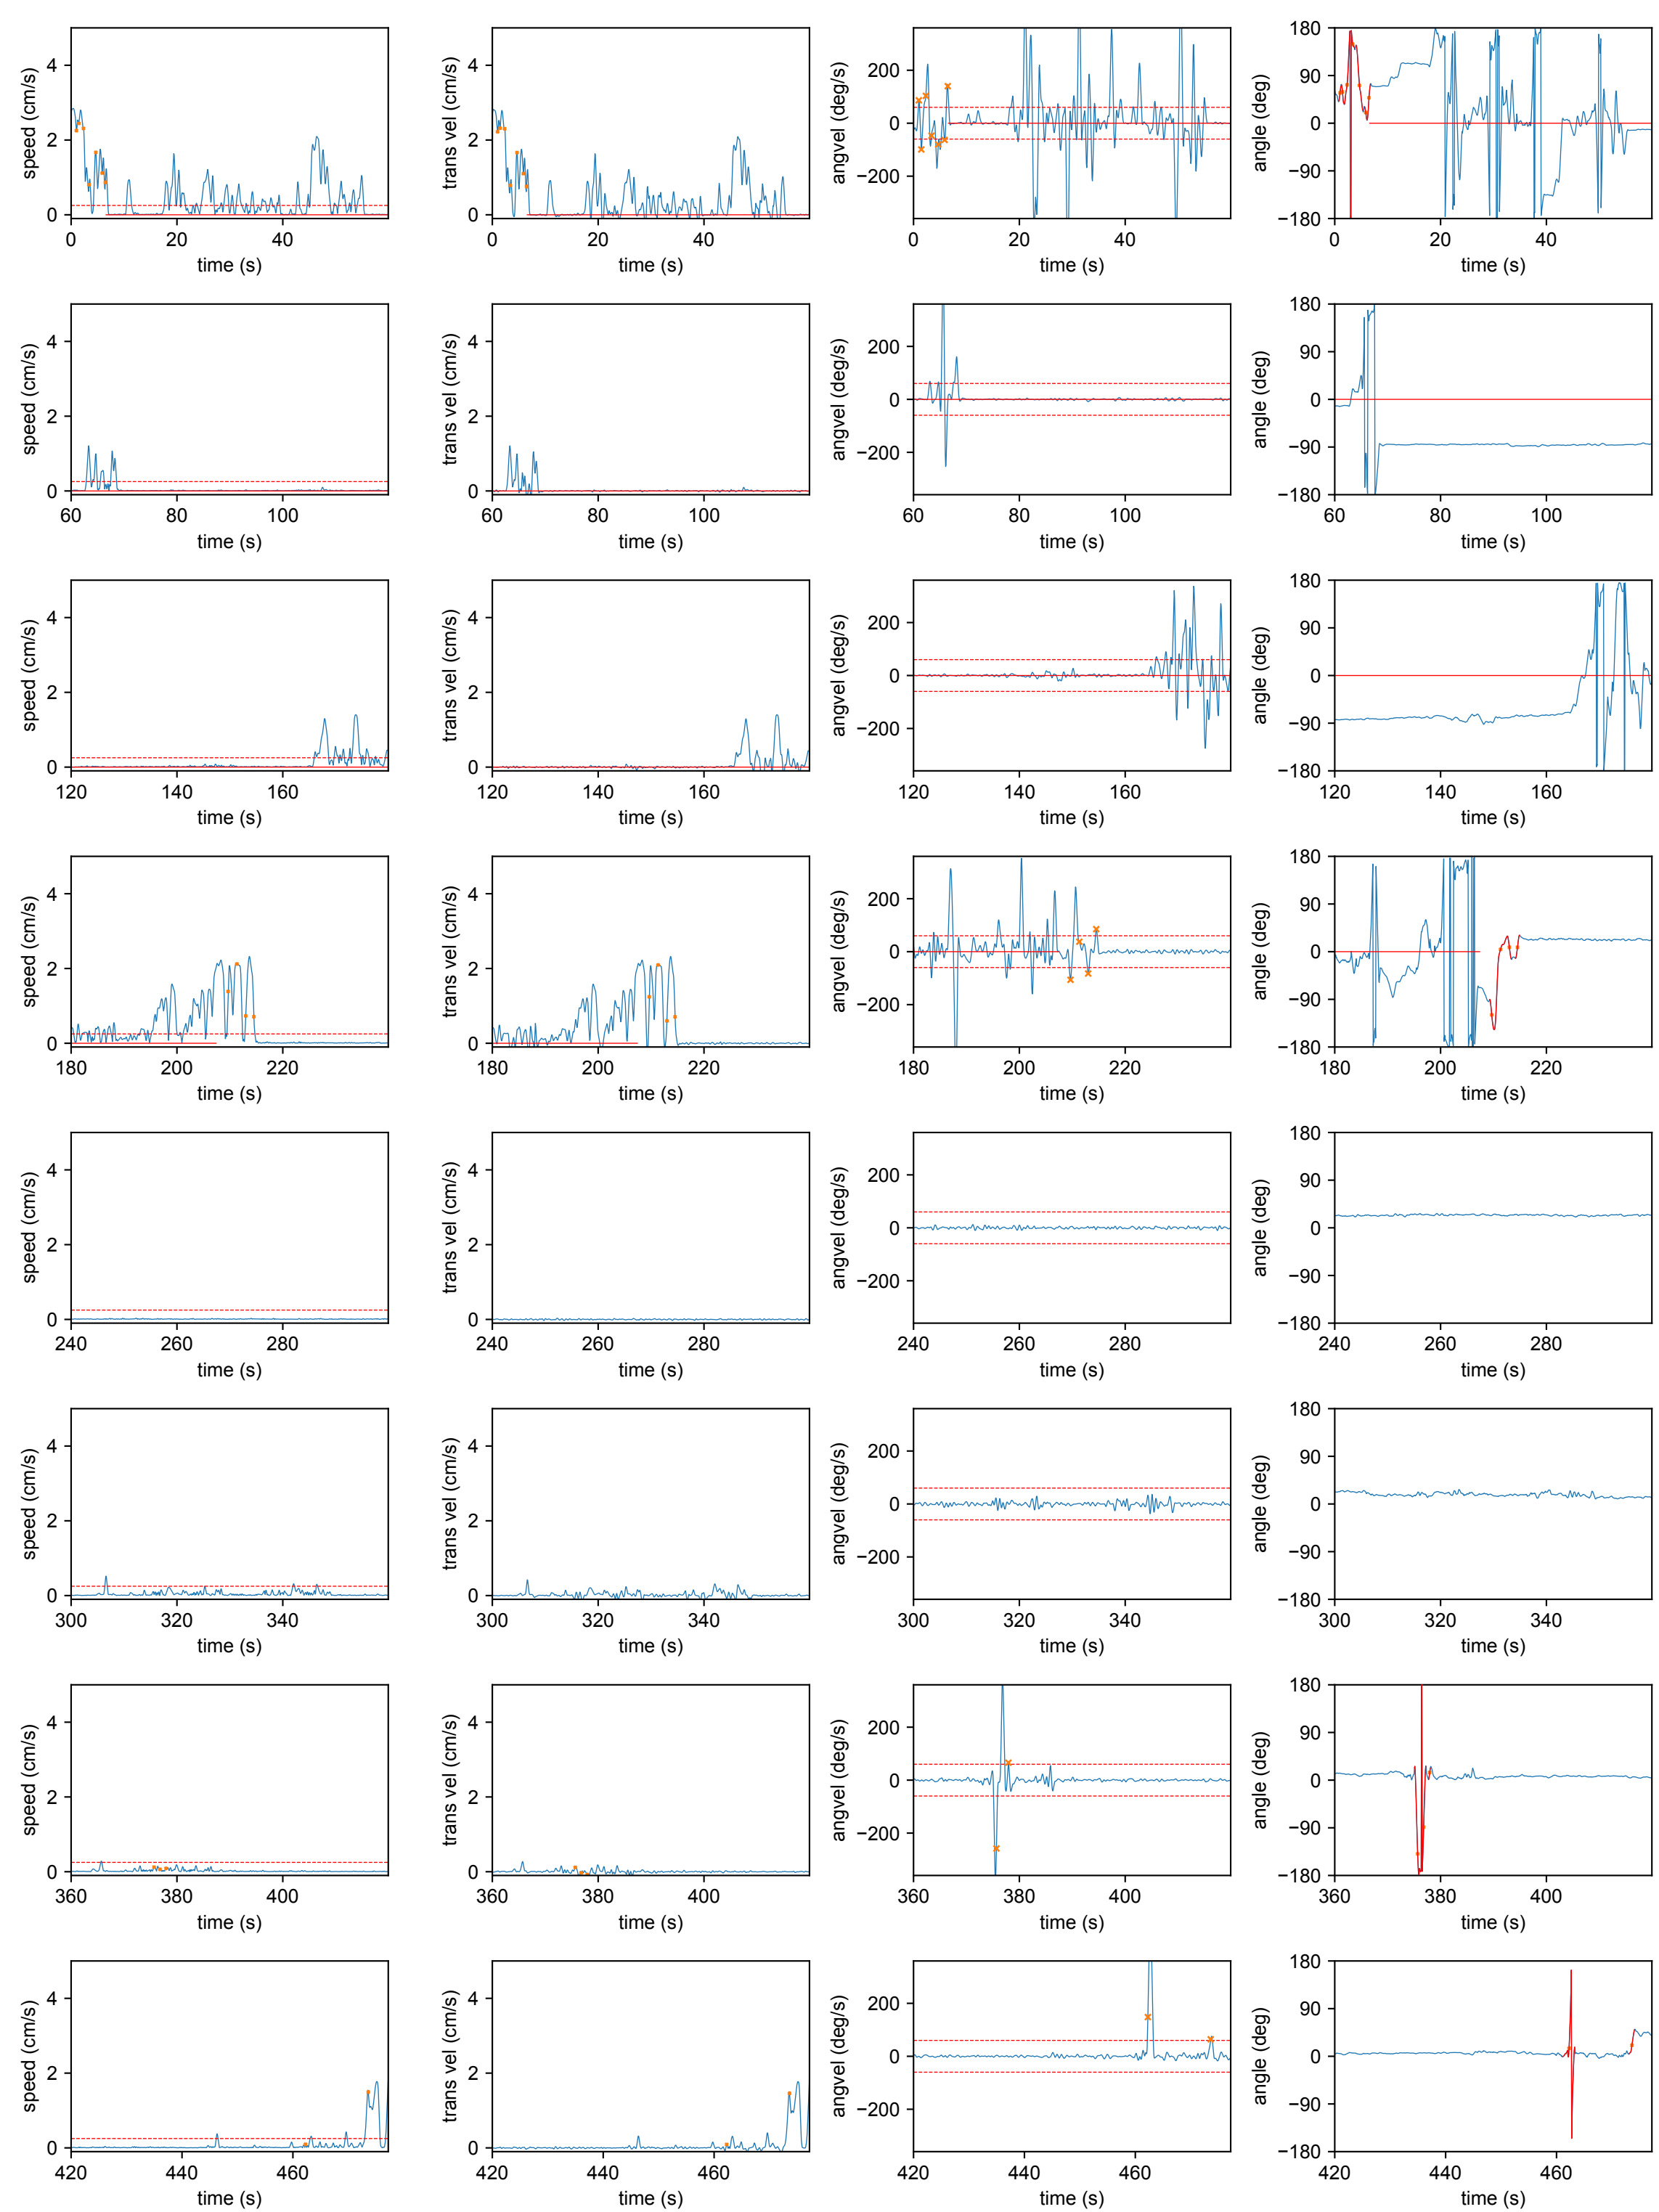 speed (cm/s) 4 2 0 0 20 40 time (s)
trans vel (cm/s) 4 2 0 0 20 40 time (s)
angvel (deg/s) 200 0 −200 0 20 40 time (s)
angle (deg) 180 90 0 −90 −180 0 20 40 time (s)
speed (cm/s) 4 2 0 60 80 100 time (s)
trans vel (cm/s) 4 2 0 60 80 100 time (s)
angvel (deg/s) 200 0 −200 60 80 100 time (s)
angle (deg) 180 90 0 −90 −180 60 80 100 time (s)
speed (cm/s) 4 2 0 120 140 160 time (s)
trans vel (cm/s) 4 2 0 120 140 160 time (s)
angvel (deg/s) 200 0 −200 120 140 160 time (s)
angle (deg) 180 90 0 −90 −180 120 140 160 time (s)
speed (cm/s) 4 2 0 180 200 220 time (s)
trans vel (cm/s) 4 2 0 180 200 220 time (s)
angvel (deg/s) 200 0 −200 180 200 220 time (s)
angle (deg) 180 90 0 −90 −180 180 200 220 time (s)
speed (cm/s) 4 2 0 240 260 280 time (s)
trans vel (cm/s) 4 2 0 240 260 280 time (s)
angvel (deg/s) 200 0 −200 240 260 280 time (s)
angle (deg) 180 90 0 −90 −180 240 260 280 time (s)
speed (cm/s) 4 2 0 300 320 340 time (s)
trans vel (cm/s) 4 2 0 300 320 340 time (s)
angvel (deg/s) 200 0 −200 300 320 340 time (s)
angle (deg) 180 90 0 −90 −180 300 320 340 time (s)
speed (cm/s) 4 2 0 360 380 400 time (s)
trans vel (cm/s) 4 2 0 360 380 400 time (s)
angvel (deg/s) 200 0 −200 360 380 400 time (s)
angle (deg) 180 90 0 −90 −180 360 380 400 time (s)
speed (cm/s) 4 2 0 420 440 460 time (s)
trans vel (cm/s) 4 2 0 420 440 460 time (s)
angvel (deg/s) 200 0 −200 420 440 460 time (s)
angle (deg) 180 90 0 −90 −180 420 440 460 time (s)